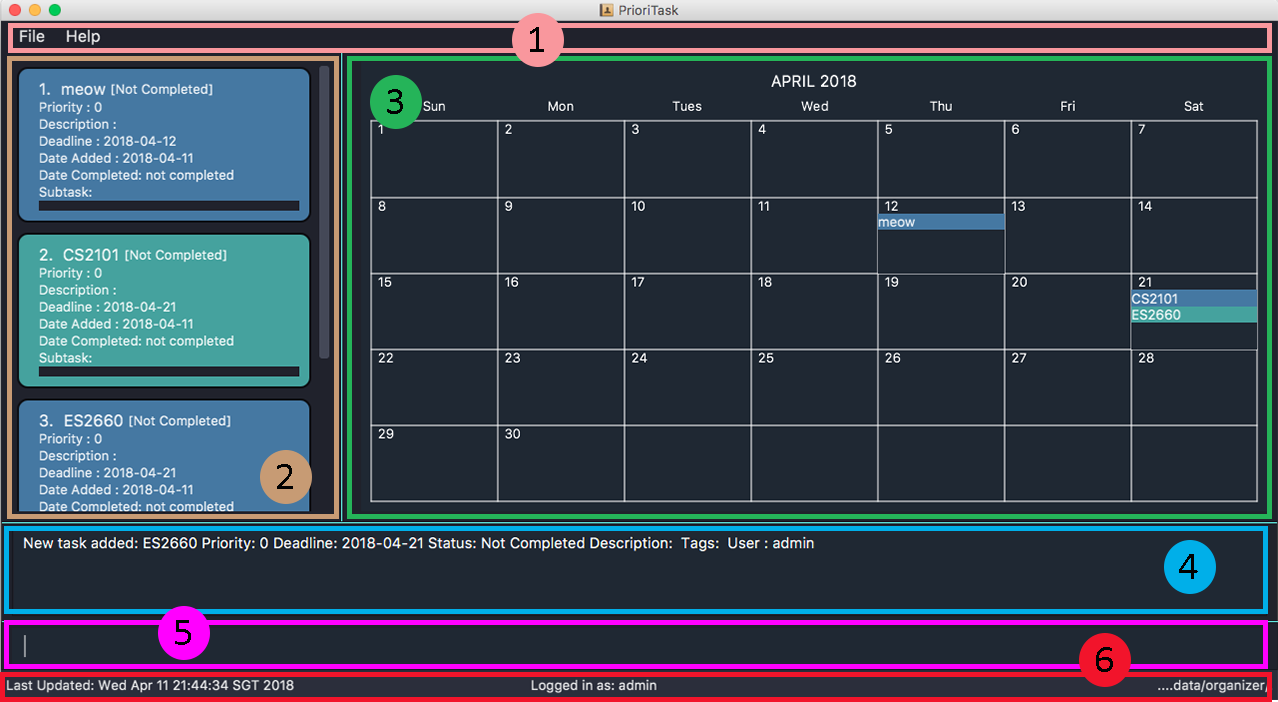 PrioriTask
File Help
1
2
1. meow [Not Completed]
Priority : 0
Description :
Deadline : 2018-04-12
Date Added : 2018-04-11
Date Completed: not completed
Subtask:
2. CS2101 [Not Completed]
Priority : 0
Description :
Deadline : 2018-04-21
Date Added : 2018-04-11
Date Completed: not completed
Subtask:
3. ES2660 [Not Completed]
Priority : 0
Description :
Deadline : 2018-04-21
Date Added : 2018-04-11
Date Completed: not completed
3
APRIL 2018
Sun Mon Tues Wed Thu Fri Sat
1 2 3 4 5 6 7
8 9 10 11 12 13 14
meow
15 16 17 18 19 20 21
CS2101
ES2660
22 23 24 25 26 27 28
29 30
New task added: ES2660 Priority: 0 Deadline: 2018-04-21 Status: Not Completed Description:  Tags:  User : admin
4
5
6
Last Updated: Wed Apr 11 21:44:34 SGT 2018 Logged in as: admin ....data/organizer/